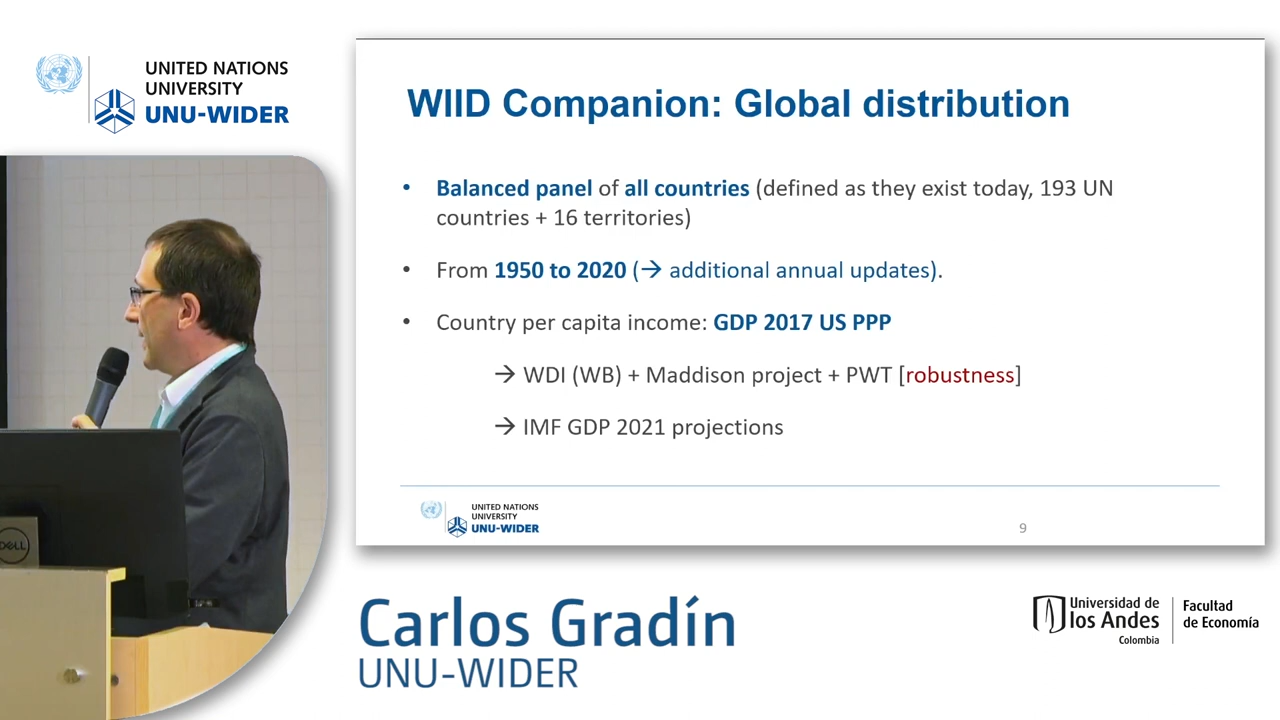 UNITED NATIONS
UNIVERSITY
UNU-WIDER
WIID Companion: Global distribution
• Balanced panel of all countries (defined as they exist today, 193 UN
countries + 16 territories)
• From 1950 to 2020 (→ additional annual updates).
• Country per capita income: GDP 2017 US PPP
→ WDI (WB) + Maddison project + PWT [robustness]
→ IMF GDP 2021 projections
UNITED NATIONS
UNIVERSITY
UNU-WIDER
9
DELL
Carlos Gradín
UNU-WIDER
Universidad de
los Andes
Colombia
Facultad
de Economía